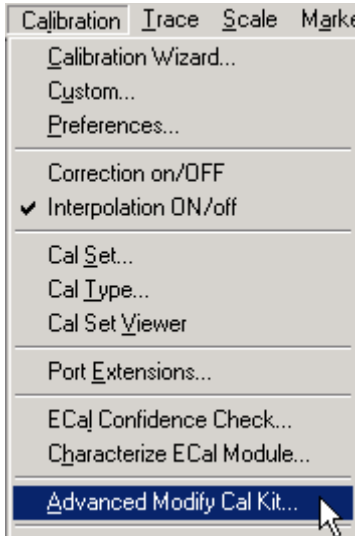 Calibration Trace Scale Marke
Calibration Wizard...
Custom...
Preferences...
Correction on/OFF
Interpolation ON/off
Cal Set...
Cal Type...
Cal Set Viewer
Port Extensions...
ECal Confidence Check...
Characterize ECal Module...
Advanced Modify Cal Kit...